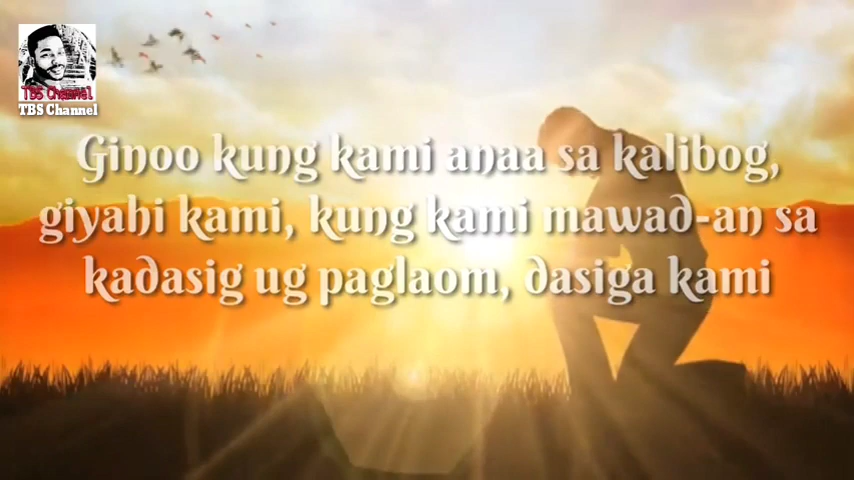 TBS Channel
TBS Channel
Ginoo kung kami anaa sa kalibog,
giyahi kami, kung kami mawad-an sa
kadasig ug paglaom, dasiga kami